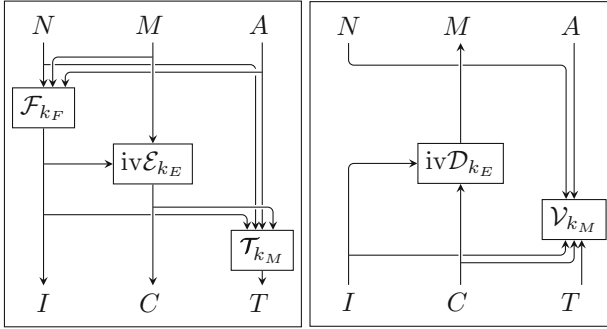 N M A N M A
𝓕_{k_F}
iv𝓔_{k_E} iv𝓓_{k_E}
𝓣_{k_M} 𝓥_{k_M}
I C T I C T